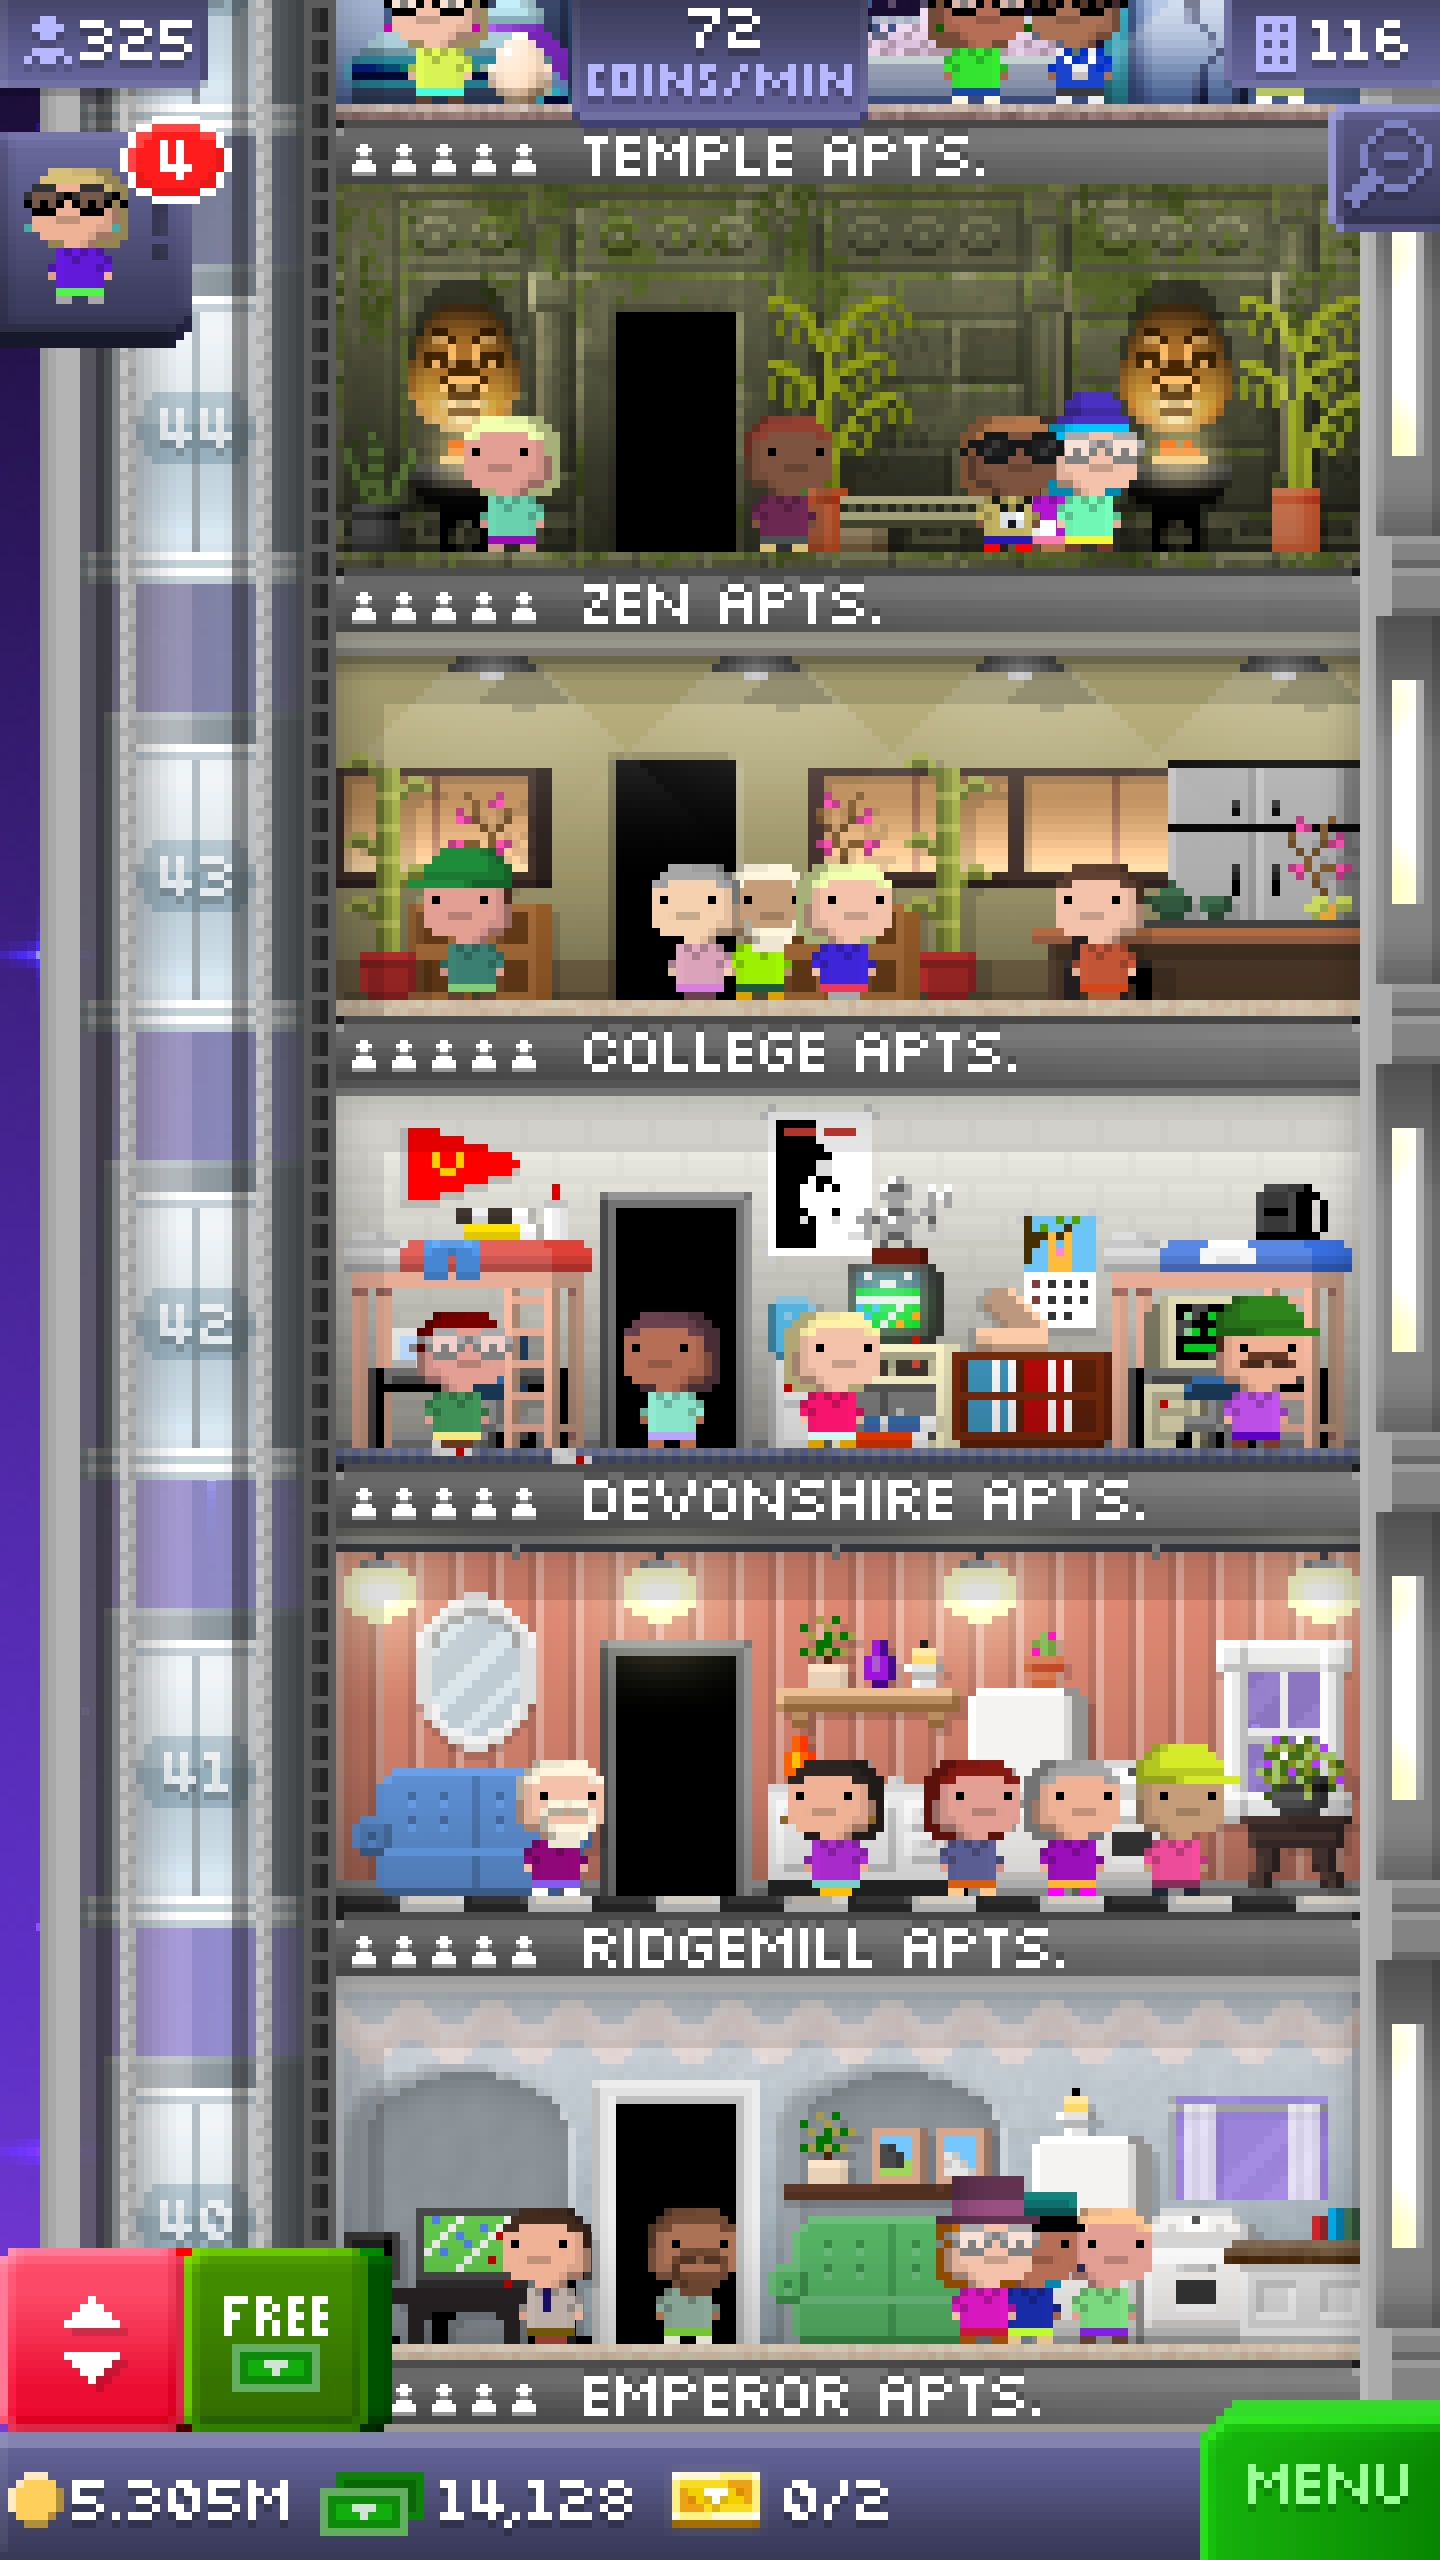 325
72
COINS/MIN
116
4
TEMPLE APTS.
44
ZEN APTS.
43
COLLEGE APTS.
42
DEVONSHIRE APTS.
41
RIDGEMILL APTS.
40
FREE
EMPEROR APTS.
5.305M
14,128
0/2
MENU